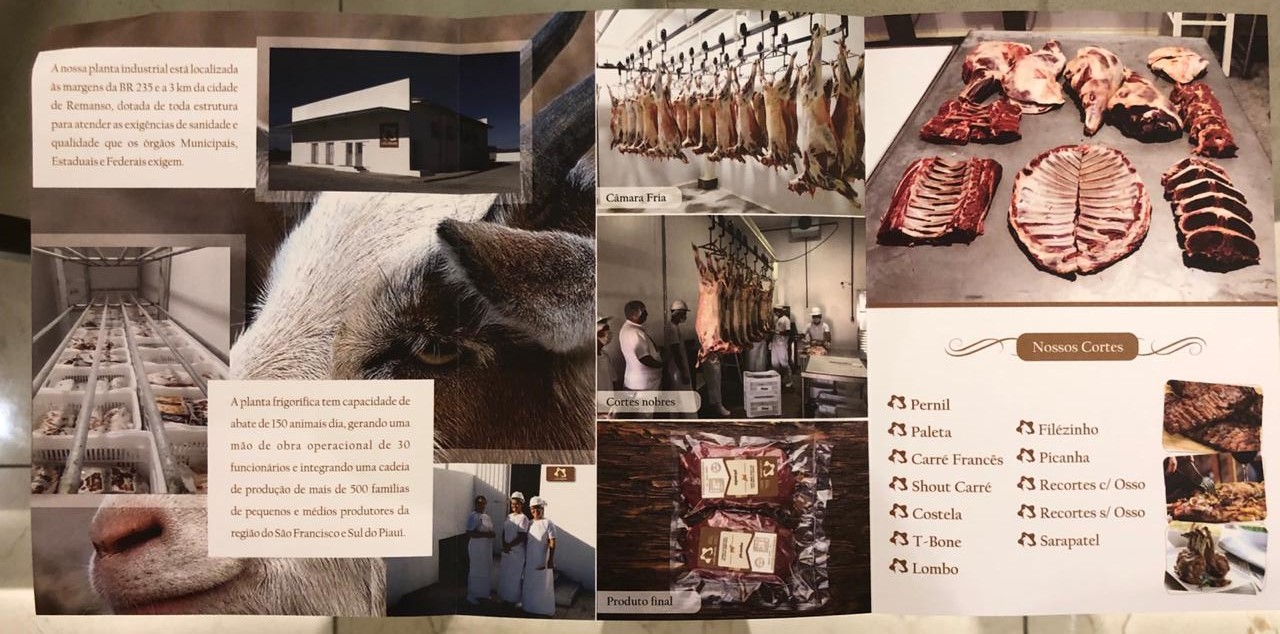 A nossa planta industrial está localizada
às margens da BR 235 e a 3 km da cidade
de Remanso, dotada de toda estrutura
para atender as exigências de sanidade e
qualidade que os órgãos Municipais,
Estaduais e Federais exigem.
A planta frigorífica tem capacidade de
abate de 150 animais dia, gerando uma
mão de obra operacional de 30
funcionários e integrando uma cadeia
de produção de mais de 500 famílias
de pequenos e médios produtores da
região do São Francisco e Sul do Piauí.
Câmara Fria
Cortes nobres
Produto final
Nossos Cortes
Pernil
Paleta
Carré Francês
Shout Carré
Costela
T-Bone
Lombo
Filézinho
Picanha
Recortes c/ Osso
Recortes s/ Osso
Sarapatel